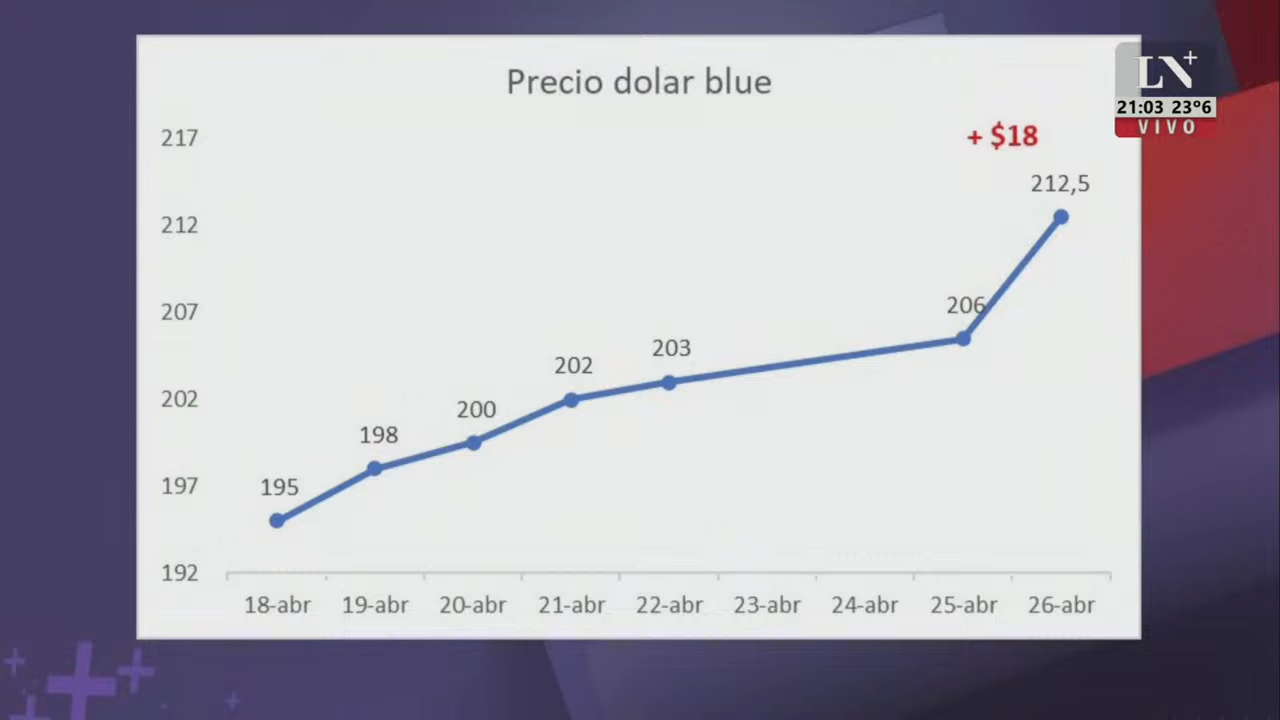 Precio dolar blue
LN+
21:03 23º6
VIVO
+ $18
217
212,5
212
206
207
203
202
202
200
198
197
195
192
18-abr 19-abr 20-abr 21-abr 22-abr 23-abr 24-abr 25-abr 26-abr